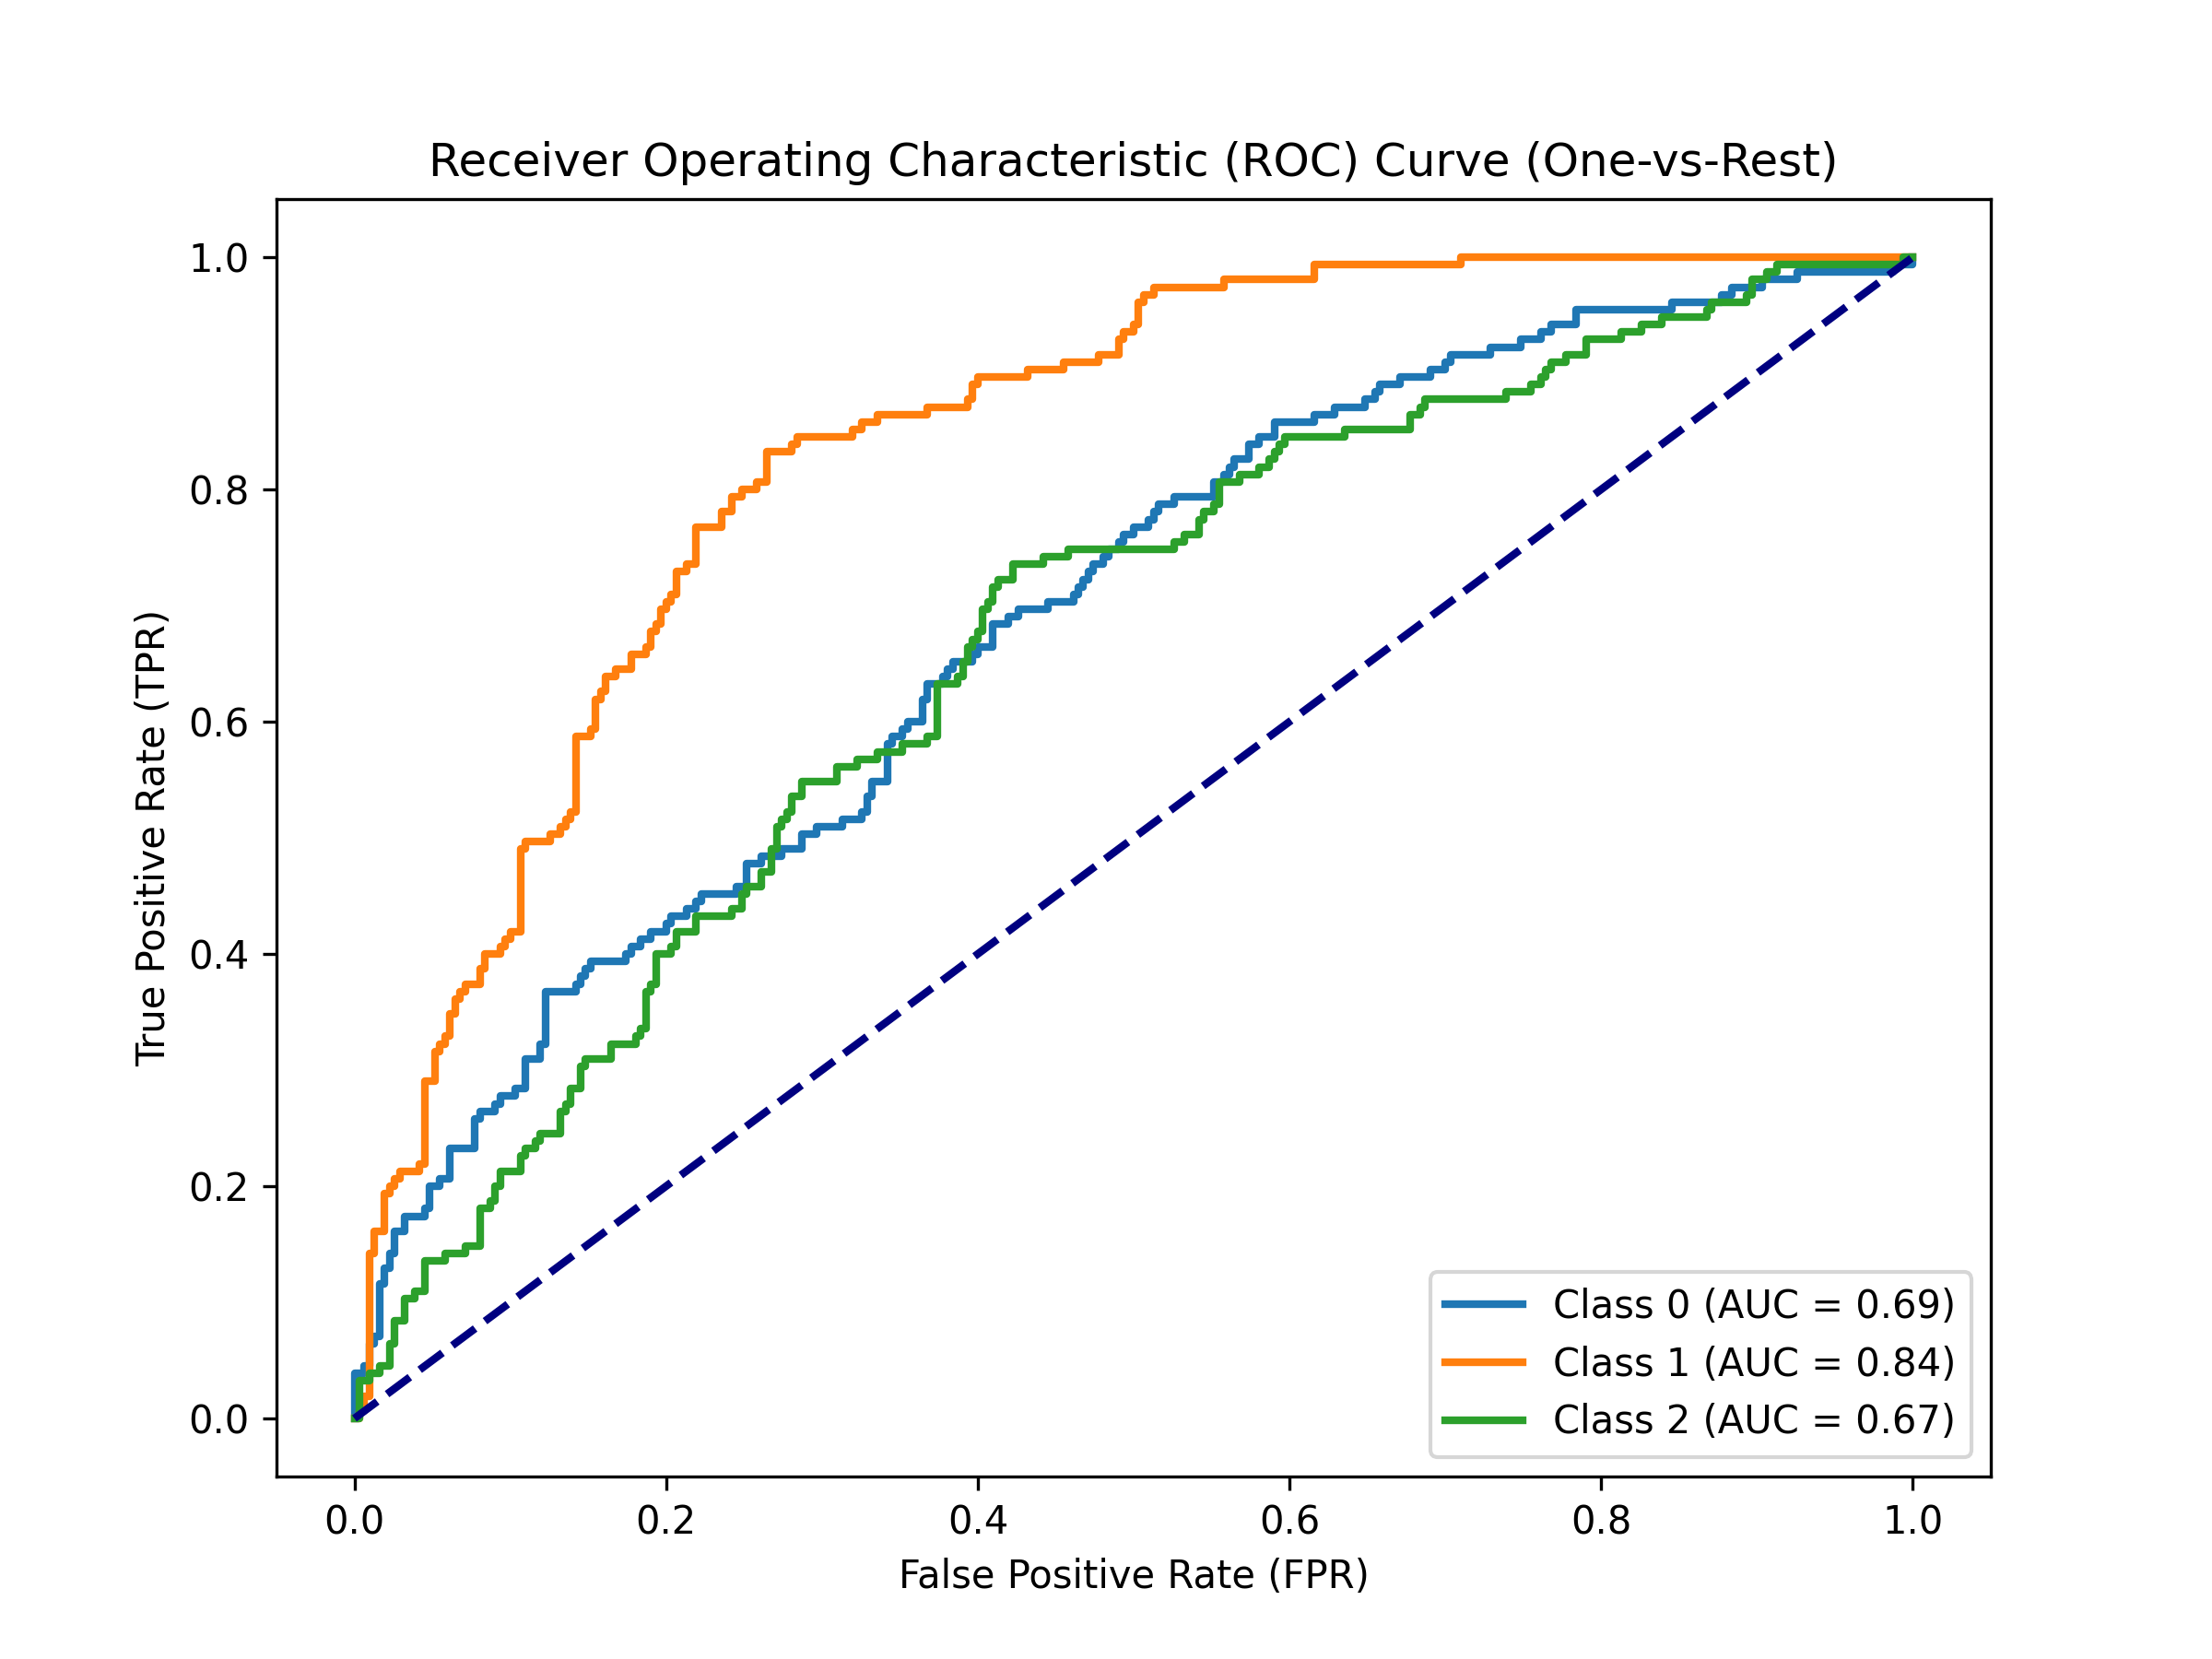 Receiver Operating Characteristic (ROC) Curve (One-vs-Rest)
True Positive Rate (TPR)
1.0
0.8
0.6
0.4
0.2
0.0
Class 0 (AUC = 0.69)
Class 1 (AUC = 0.84)
Class 2 (AUC = 0.67)
0.0 0.2 0.4 0.6 0.8 1.0
False Positive Rate (FPR)